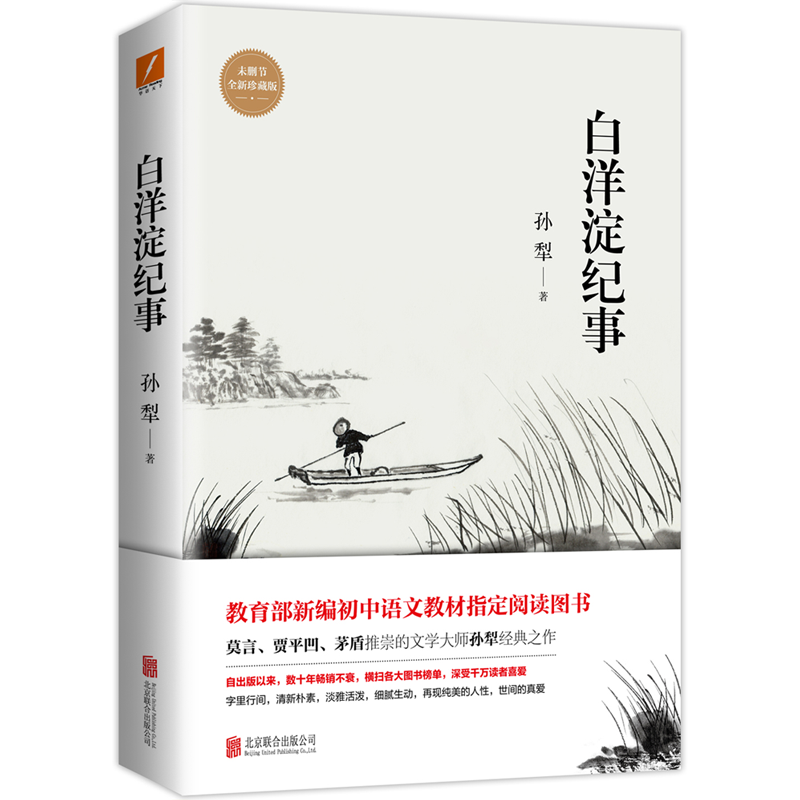 华语天下
白洋淀纪事
孙犁
著
北京联合出版公司
未删节
全新珍藏版
白洋淀纪事
孙犁
著
教育部新编初中语文教材指定阅读图书
莫言、贾平凹、茅盾推崇的文学大师孙犁经典之作
自出版以来，数十年畅销不衰，横扫各大图书榜单，深受千万读者喜爱
字里行间，清新朴素，淡雅活泼，细腻生动，再现纯美的人性，世间的真爱
北京联合出版公司
Beijing United Publishing Co.,Ltd.